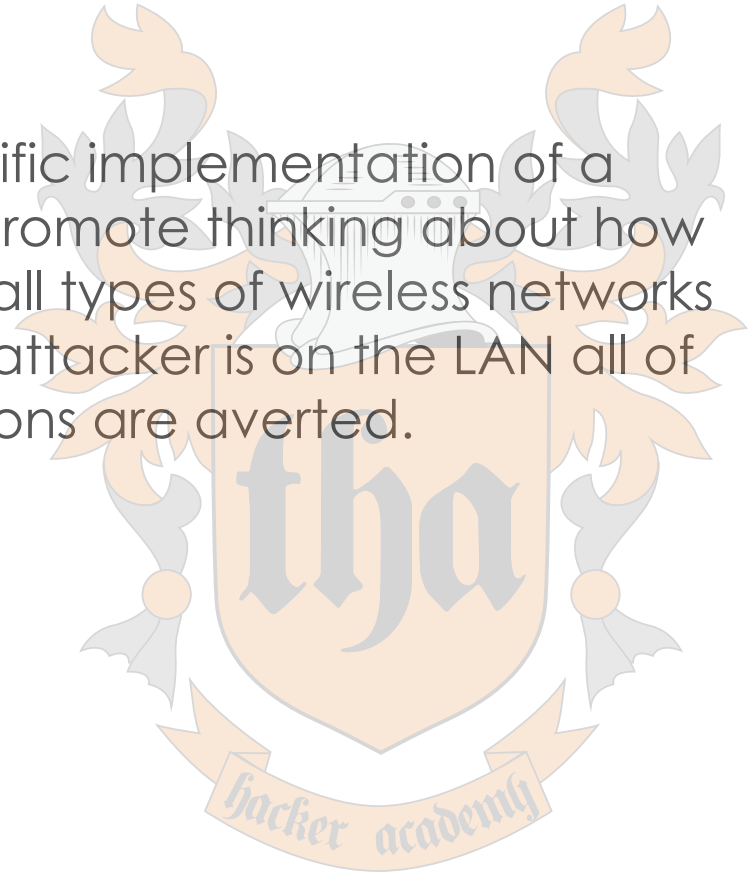 ific implementation of a
romote thinking about how
all types of wireless networks
attacker is on the LAN all of
ons are averted.
tha
hacker academy